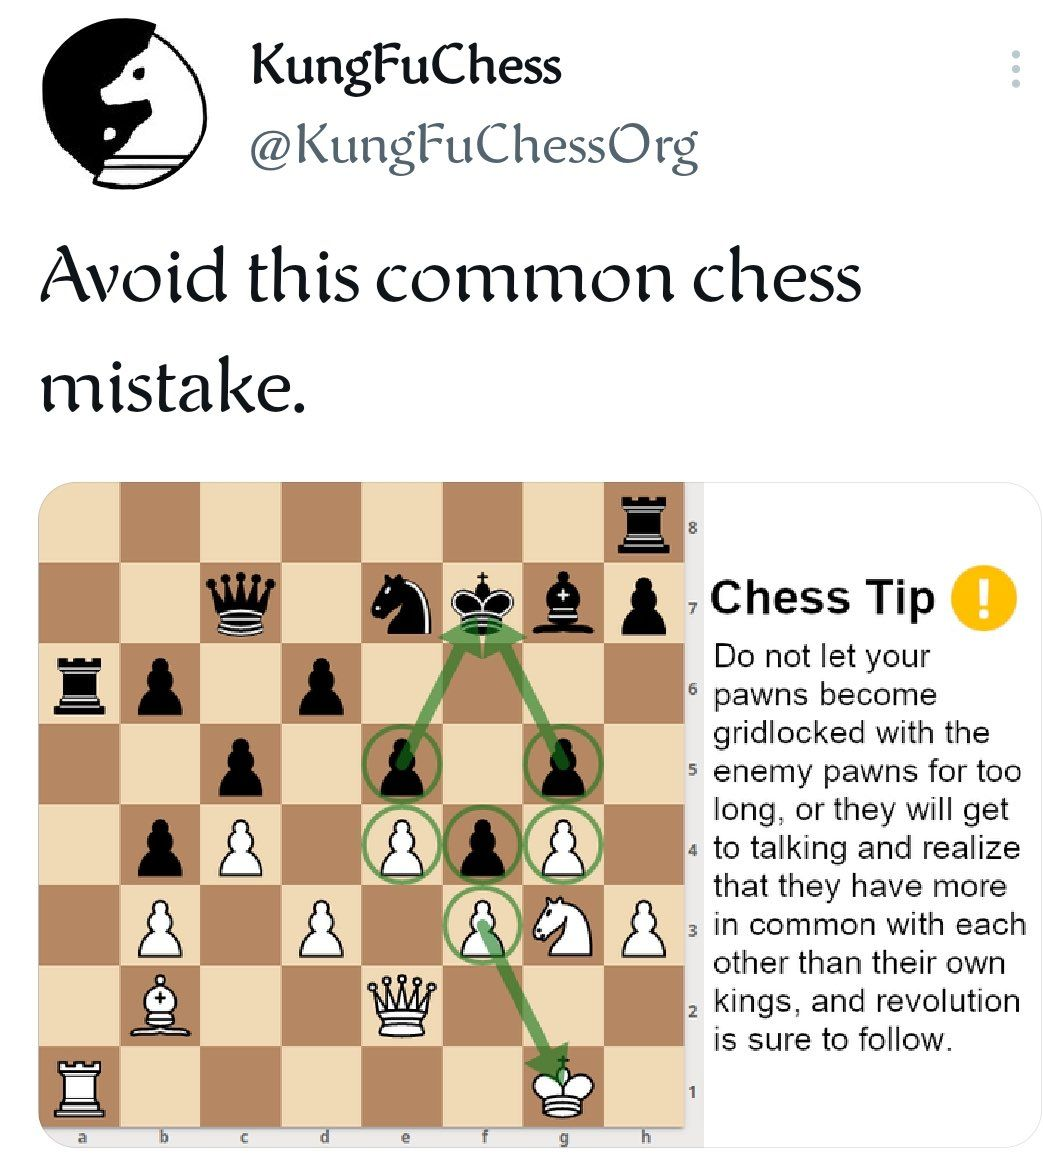 KungFuChess
@KungFuChessOrg
Avoid this common chess
mistake.
8
7
6
5
4
3
2
1
a b c d e f g h
Chess Tip !
Do not let your
pawns become
gridlocked with the
enemy pawns for too
long, or they will get
to talking and realize
that they have more
in common with each
other than their own
kings, and revolution
is sure to follow.